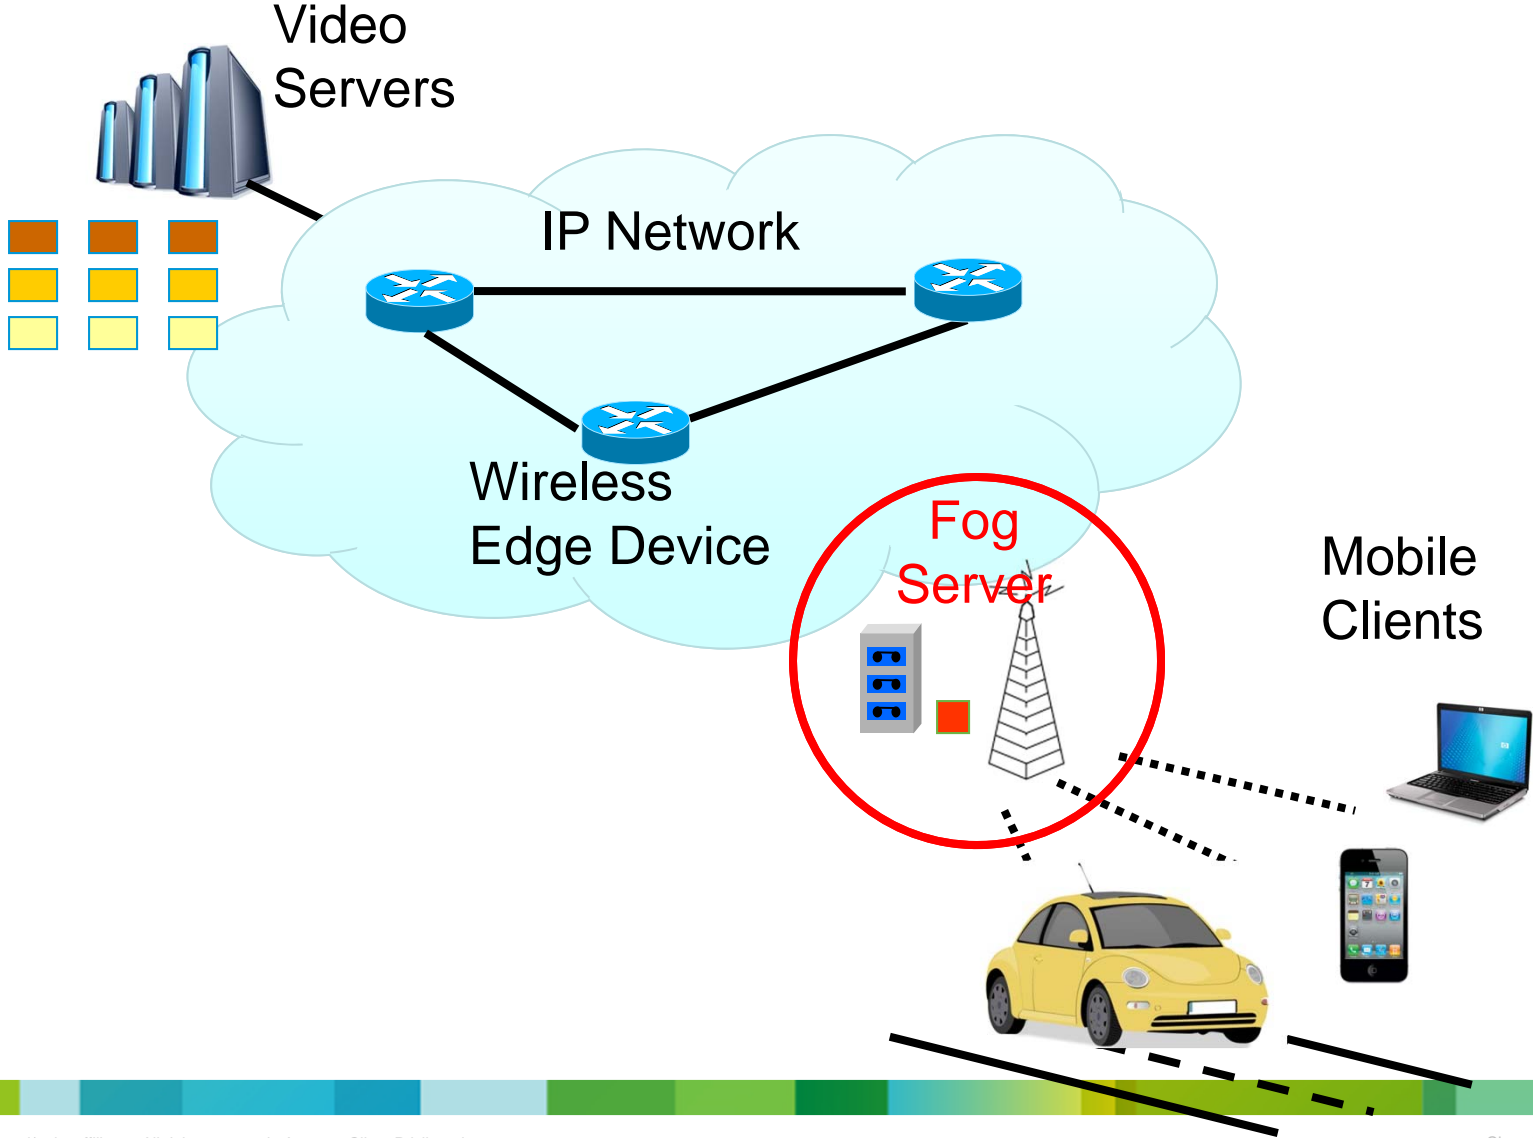 Video
Servers
IP Network
Wireless
Edge Device
Fog
Server
Mobile
Clients